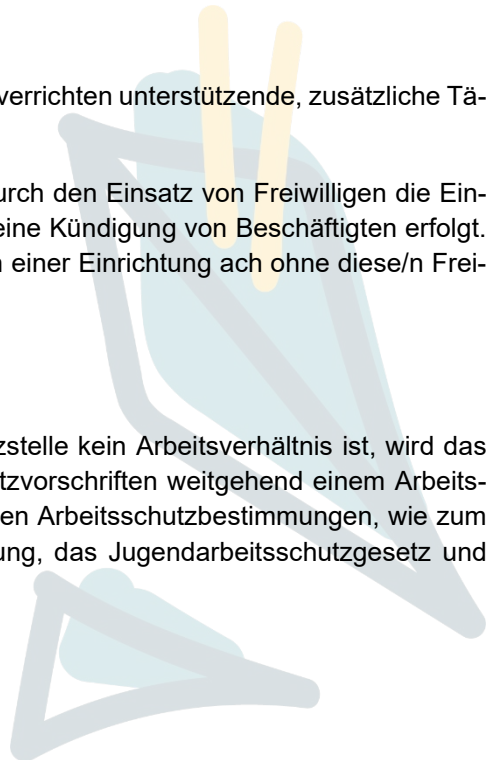 verrichten unterstützende, zusätzliche Tä-
urch den Einsatz von Freiwilligen die Ein-
eine Kündigung von Beschäftigten erfolgt.
n einer Einrichtung ach ohne diese/n Frei-
zstelle kein Arbeitsverhältnis ist, wird das
tzvorschriften weitgehend einem Arbeits-
en Arbeitsschutzbestimmungen, wie zum
ung, das Jugendarbeitsschutzgesetz und